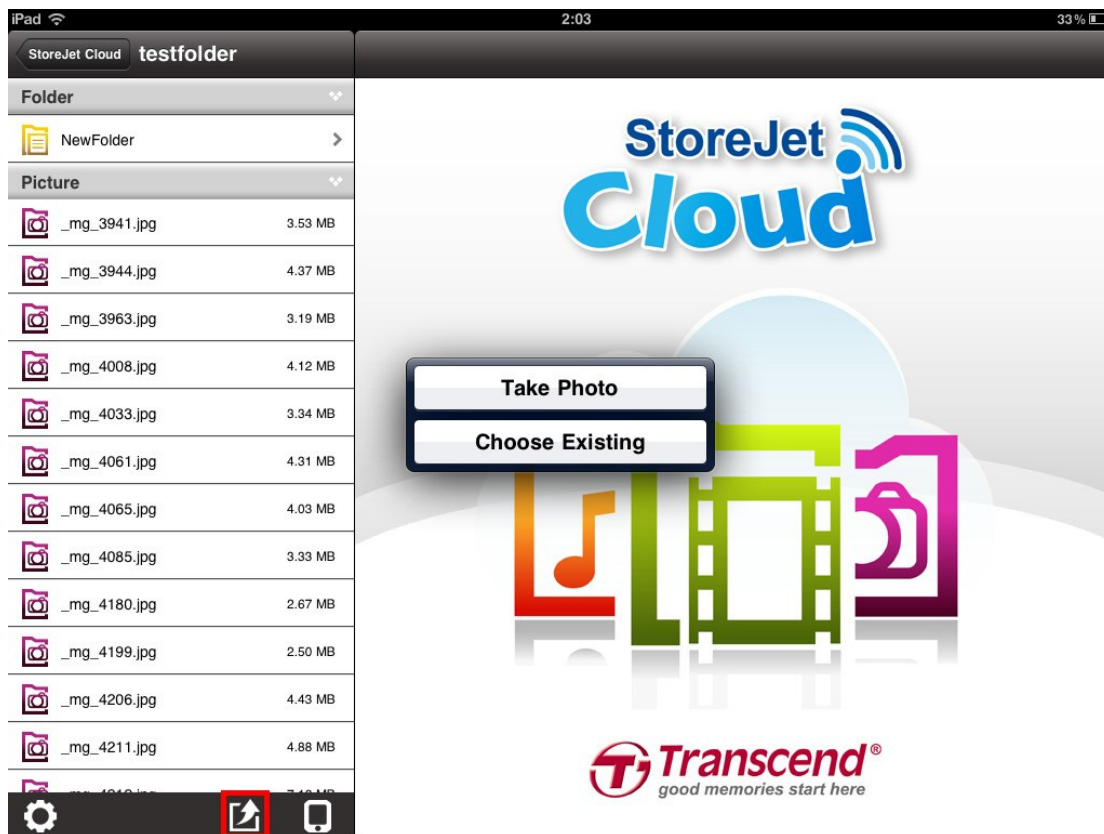 iPad 2:03 33%
StoreJet Cloud testfolder
Folder
NewFolder
Picture
_mg_3941.jpg 3.53 MB
_mg_3944.jpg 4.37 MB
_mg_3963.jpg 3.19 MB
_mg_4008.jpg 4.12 MB
_mg_4033.jpg 3.34 MB
_mg_4061.jpg 4.31 MB
_mg_4065.jpg 4.03 MB
_mg_4085.jpg 3.33 MB
_mg_4180.jpg 2.67 MB
_mg_4199.jpg 2.50 MB
_mg_4206.jpg 4.43 MB
_mg_4211.jpg 4.88 MB
StoreJet
Cloud
Take Photo
Choose Existing
Transcend®
good memories start here